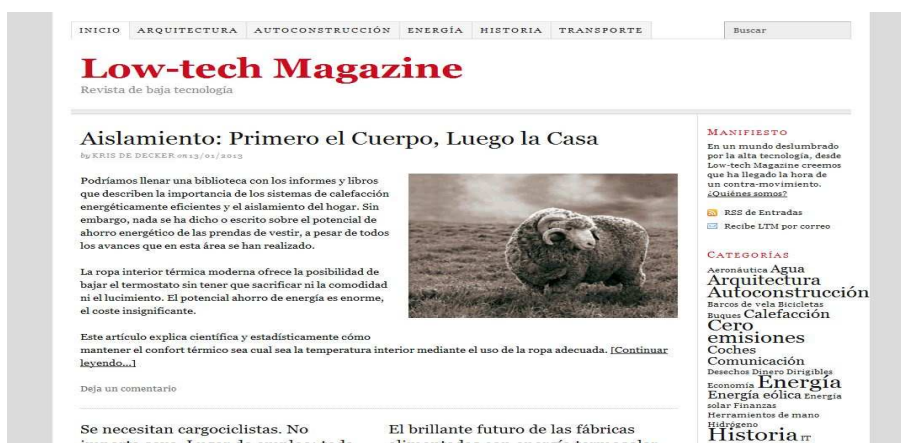 INICIO ARQUITECTURA AUTOCONSTRUCCIÓN ENERGÍA HISTORIA TRANSPORTE Buscar
Low-tech Magazine
Revista de baja tecnología
Aislamiento: Primero el Cuerpo, Luego la Casa
by KRIS DE DECKER on 13/01/2013
Podríamos llenar una biblioteca con los informes y libros
que describen la importancia de los sistemas de calefacción
energéticamente eficientes y el aislamiento del hogar. Sin
embargo, nada se ha dicho o escrito sobre el potencial de
ahorro energético de las prendas de vestir, a pesar de todos
los avances que en esta área se han realizado.
La ropa interior térmica moderna ofrece la posibilidad de
bajar el termostato sin tener que sacrificar ni la comodidad
ni el lucimiento. El potencial ahorro de energía es enorme,
el coste insignificante.
Este artículo explica científica y estadísticamente cómo
mantener el confort térmico sea cual sea la temperatura interior mediante el uso de la ropa adecuada. [Continuar
leyendo...]
Deja un comentario
Se necesitan cargociclistas. No
El brillante futuro de las fábricas
MANIFIESTO
En un mundo deslumbrado
por la alta tecnología, desde
Low-tech Magazine creemos
que ha llegado la hora de
un contra-movimiento.
¿Quiénes somos?
RSS de Entradas
Recibe LTM por correo
CATEGORÍAS
Aeronáutica Agua
Arquitectura
Autoconstrucción
Barcos de vela Bicicletas
Buques Calefacción
Cero
emisiones
Coches
Comunicación
Desechos Dinero Dirigibles
Economía Energía
Energía eólica Energía
solar Finanzas
Herramientos de mano
Hidrógeno
Historia IT